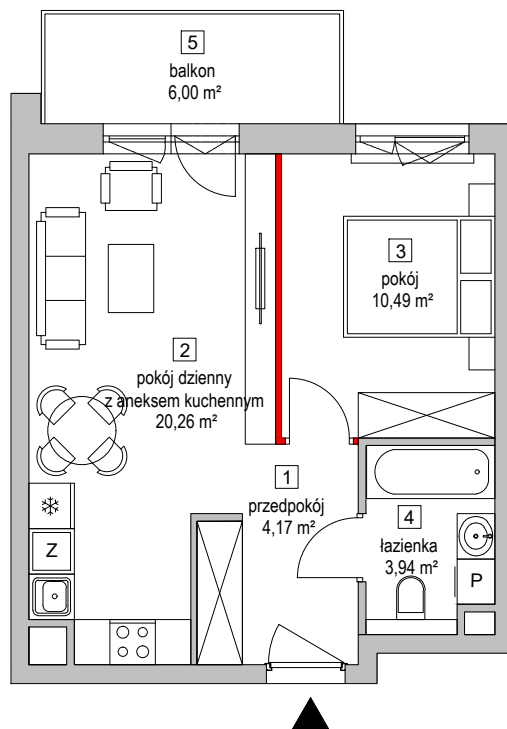 5
balkon
6,00 m²
3
pokój
10,49 m²
2
pokój dzienny
z aneksem kuchennym
20,26 m²
1
przedpokój
4,17 m²
4
łazienka
3,94 m²
Z
P